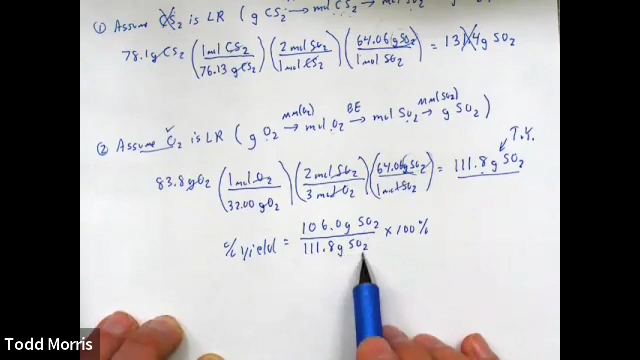 ① Assume CS₂ is LR ( g CS₂ → mol CS₂ → mol SO₂ → g SO₂
78.1g CS₂ (1 mol CS₂ / 76.13 g CS₂) (2 mol SO₂ / 1 mol CS₂) (64.06 g SO₂ / 1 mol SO₂) = 131.4 g SO₂
MM(O₂) BE MM(SO₂)
② Assume O₂ is LR ( g O₂ → mol O₂ → mol SO₂ → g SO₂ )
T.Y.
83.8g O₂ (1 mol O₂ / 32.00 g O₂) (2 mol SO₂ / 3 mol O₂) (64.06 g SO₂ / 1 mol SO₂) = 111.8 g SO₂
% yield = 106.0g SO₂ / 111.8g SO₂ × 100%
Todd Morris